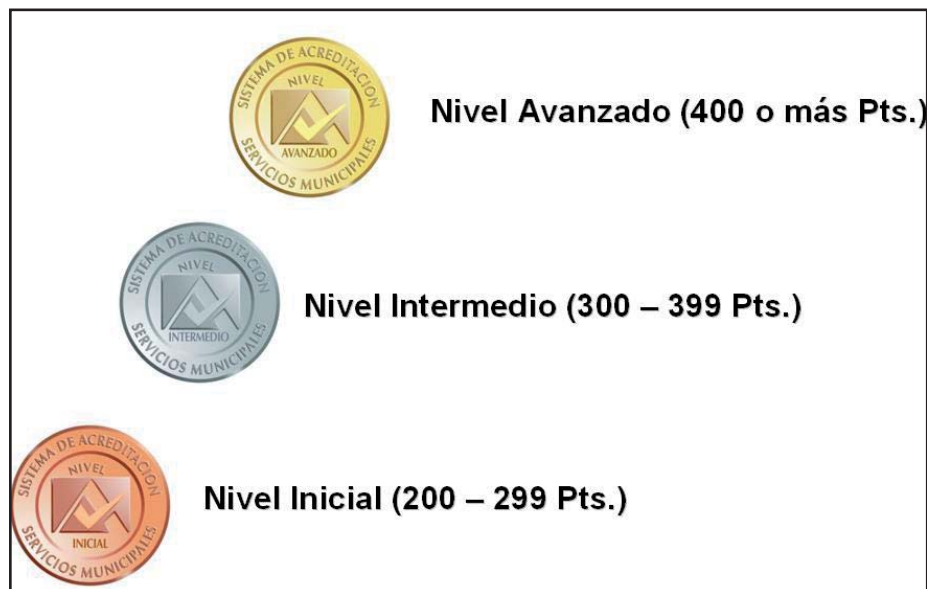 SISTEMA DE ACREDITACION
NIVEL
AVANZADO
SERVICIOS MUNICIPALES
Nivel Avanzado (400 o más Pts.)
SISTEMA DE ACREDITACION
NIVEL
INTERMEDIO
SERVICIOS MUNICIPALES
Nivel Intermedio (300 – 399 Pts.)
SISTEMA DE ACREDITACION
NIVEL
INICIAL
SERVICIOS MUNICIPALES
Nivel Inicial (200 – 299 Pts.)